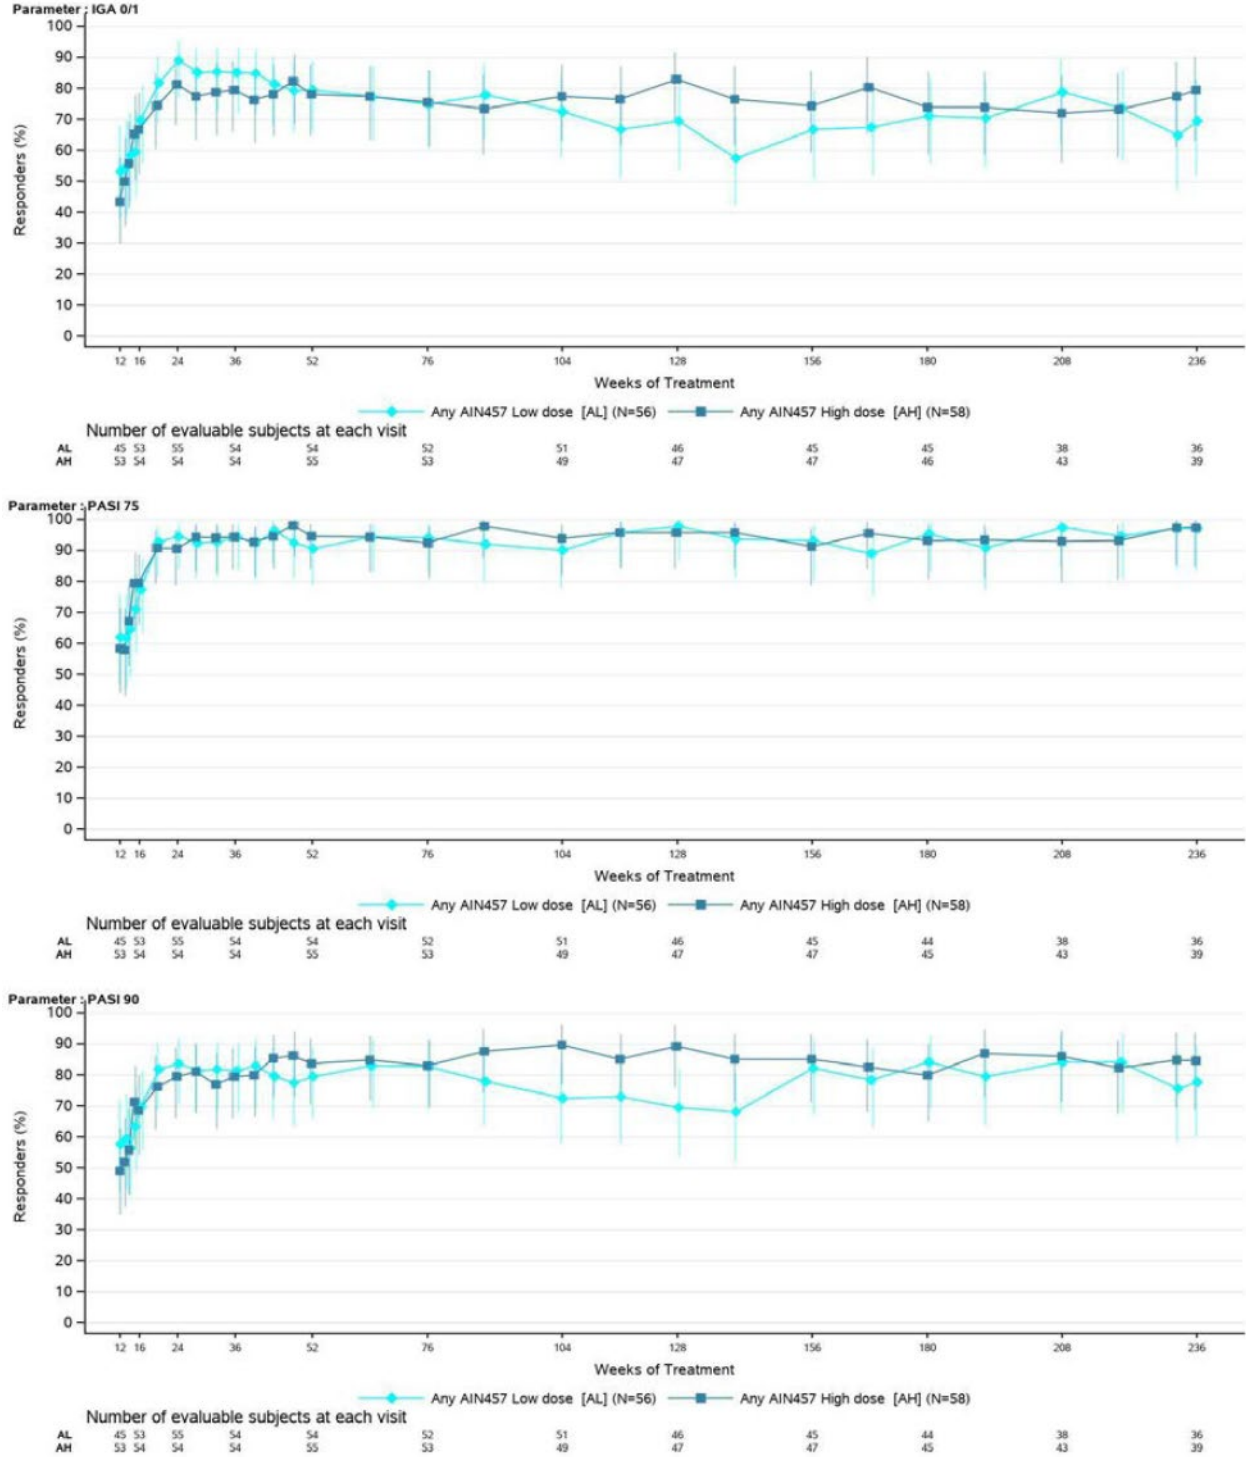 Parameter : IGA 0/1
100
90
80
70
60
50
40
30
20
10
0
Responders (%)
12 16 24 36 52 76 104 128 156 180 208 236
Weeks of Treatment
Any AIN457 Low dose [AL] (N=56) Any AIN457 High dose [AH] (N=58)
Number of evaluable subjects at each visit
AL 45 53 55 54 54 52 51 46 45 45 38 36
AH 53 54 54 54 55 53 49 47 47 46 43 39
Parameter : PASI 75
100
90
80
70
60
50
40
30
20
10
0
Responders (%)
12 16 24 36 52 76 104 128 156 180 208 236
Weeks of Treatment
Any AIN457 Low dose [AL] (N=56) Any AIN457 High dose [AH] (N=58)
Number of evaluable subjects at each visit
AL 45 53 55 54 54 52 51 46 45 44 38 36
AH 53 54 54 54 55 53 49 47 47 45 43 39
Parameter : PASI 90
100
90
80
70
60
50
40
30
20
10
0
Responders (%)
12 16 24 36 52 76 104 128 156 180 208 236
Weeks of Treatment
Any AIN457 Low dose [AL] (N=56) Any AIN457 High dose [AH] (N=58)
Number of evaluable subjects at each visit
AL 45 53 55 54 54 52 51 46 45 44 38 36
AH 53 54 54 54 55 53 49 47 47 45 43 39